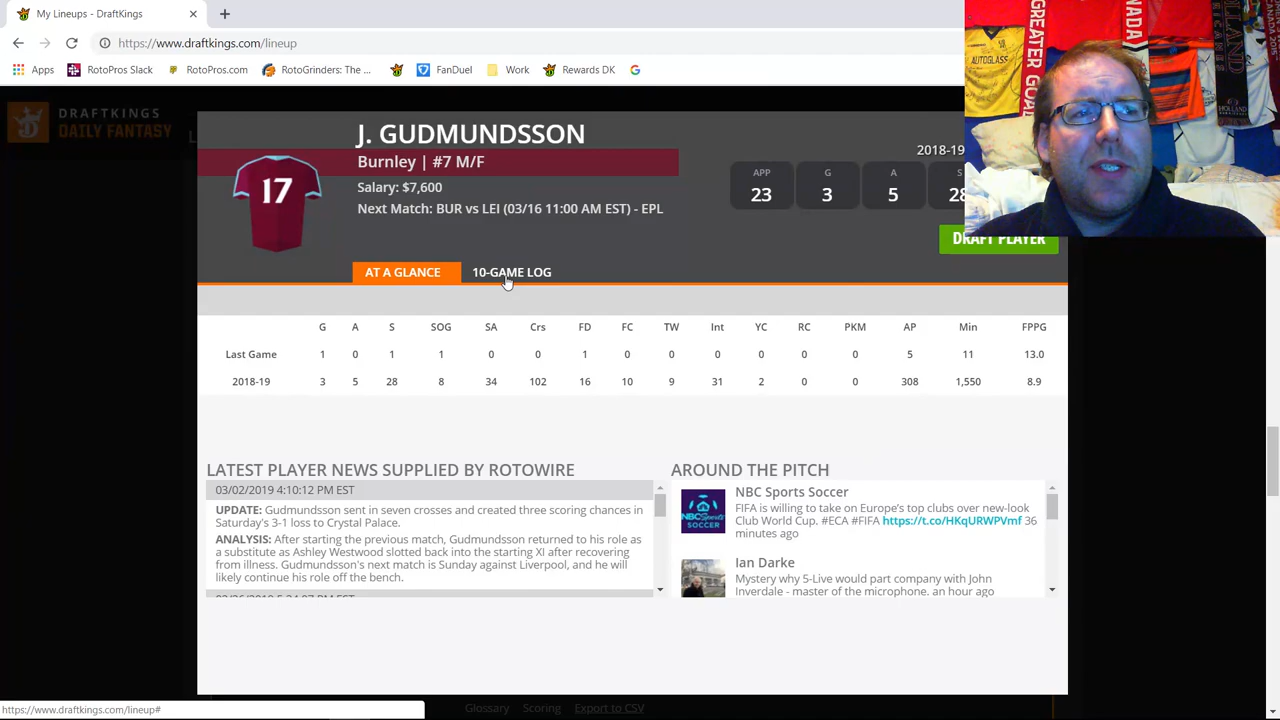 My Lineups - DraftKings
https://www.draftkings.com/lineup
Apps RotoPros Slack RotoPros.com RotoGrinders: The ... FanDuel Work Rewards DK
DRAFTKINGS
DAILY FANTASY
J. GUDMUNDSSON
Burnley | #7 M/F
Salary: $7,600
Next Match: BUR vs LEI (03/16 11:00 AM EST) - EPL
17
2018-19
APP G A S
23 3 5 28
DRAFT PLAYER
AT A GLANCE 10-GAME LOG
G A S SOG SA Crs FD FC TW Int YC RC PKM AP Min FPPG
Last Game 1 0 1 1 0 0 1 0 0 0 0 0 0 5 11 13.0
2018-19 3 5 28 8 34 102 16 10 9 31 2 0 0 308 1,550 8.9
LATEST PLAYER NEWS SUPPLIED BY ROTOWIRE
03/02/2019 4:10:12 PM EST
UPDATE: Gudmundsson sent in seven crosses and created three scoring chances in
Saturday's 3-1 loss to Crystal Palace.
ANALYSIS: After starting the previous match, Gudmundsson returned to his role as
a substitute as Ashley Westwood slotted back into the starting XI after recovering
from illness. Gudmundsson's next match is Sunday against Liverpool, and he will
likely continue his role off the bench.
AROUND THE PITCH
NBC Sports Soccer
FIFA is willing to take on Europe's top clubs over new-look
Club World Cup. #ECA #FIFA https://t.co/HKqURWPVmf 36
minutes ago
Ian Darke
Mystery why 5-Live would part company with John
Inverdale - master of the microphone. an hour ago
Glossary Scoring Export to CSV
https://www.draftkings.com/lineup#
AUTOGLASS
GREATER GOA
CANADA
HOLLAND